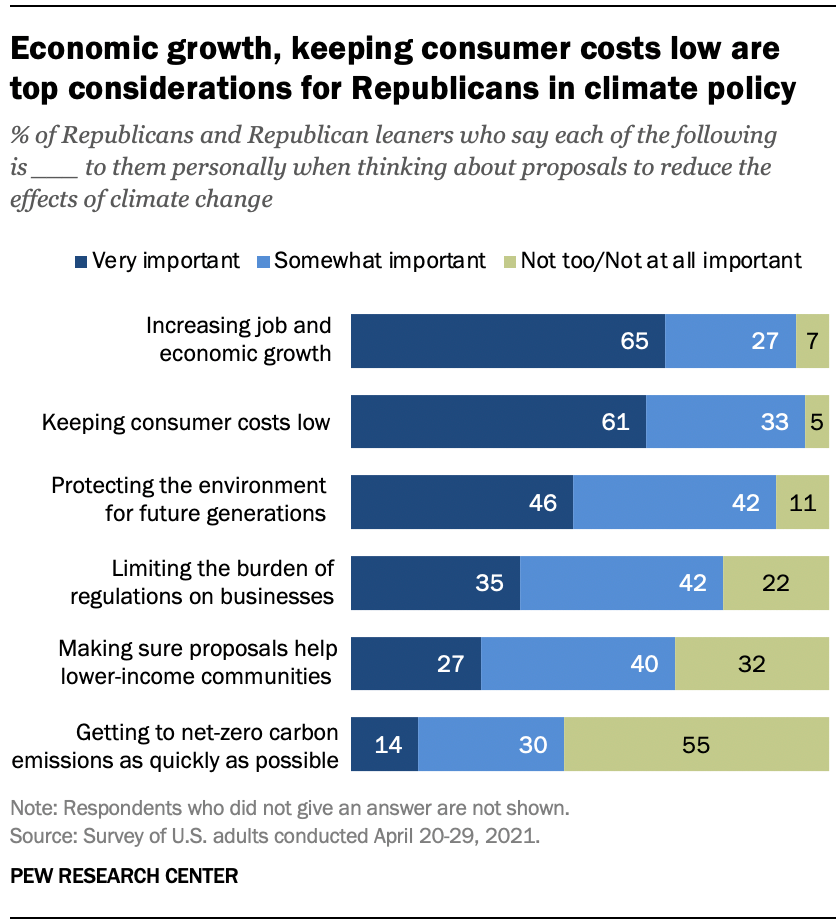 Economic growth, keeping consumer costs low are
top considerations for Republicans in climate policy
% of Republicans and Republican leaners who say each of the following
is ___ to them personally when thinking about proposals to reduce the
effects of climate change
Very important Somewhat important Not too/Not at all important
Increasing job and
economic growth
65 27 7
Keeping consumer costs low 61 33 5
Protecting the environment
for future generations
46 42 11
Limiting the burden of
regulations on businesses
35 42 22
Making sure proposals help
lower-income communities
27 40 32
Getting to net-zero carbon
emissions as quickly as possible
14 30 55
Note: Respondents who did not give an answer are not shown.
Source: Survey of U.S. adults conducted April 20-29, 2021.
PEW RESEARCH CENTER